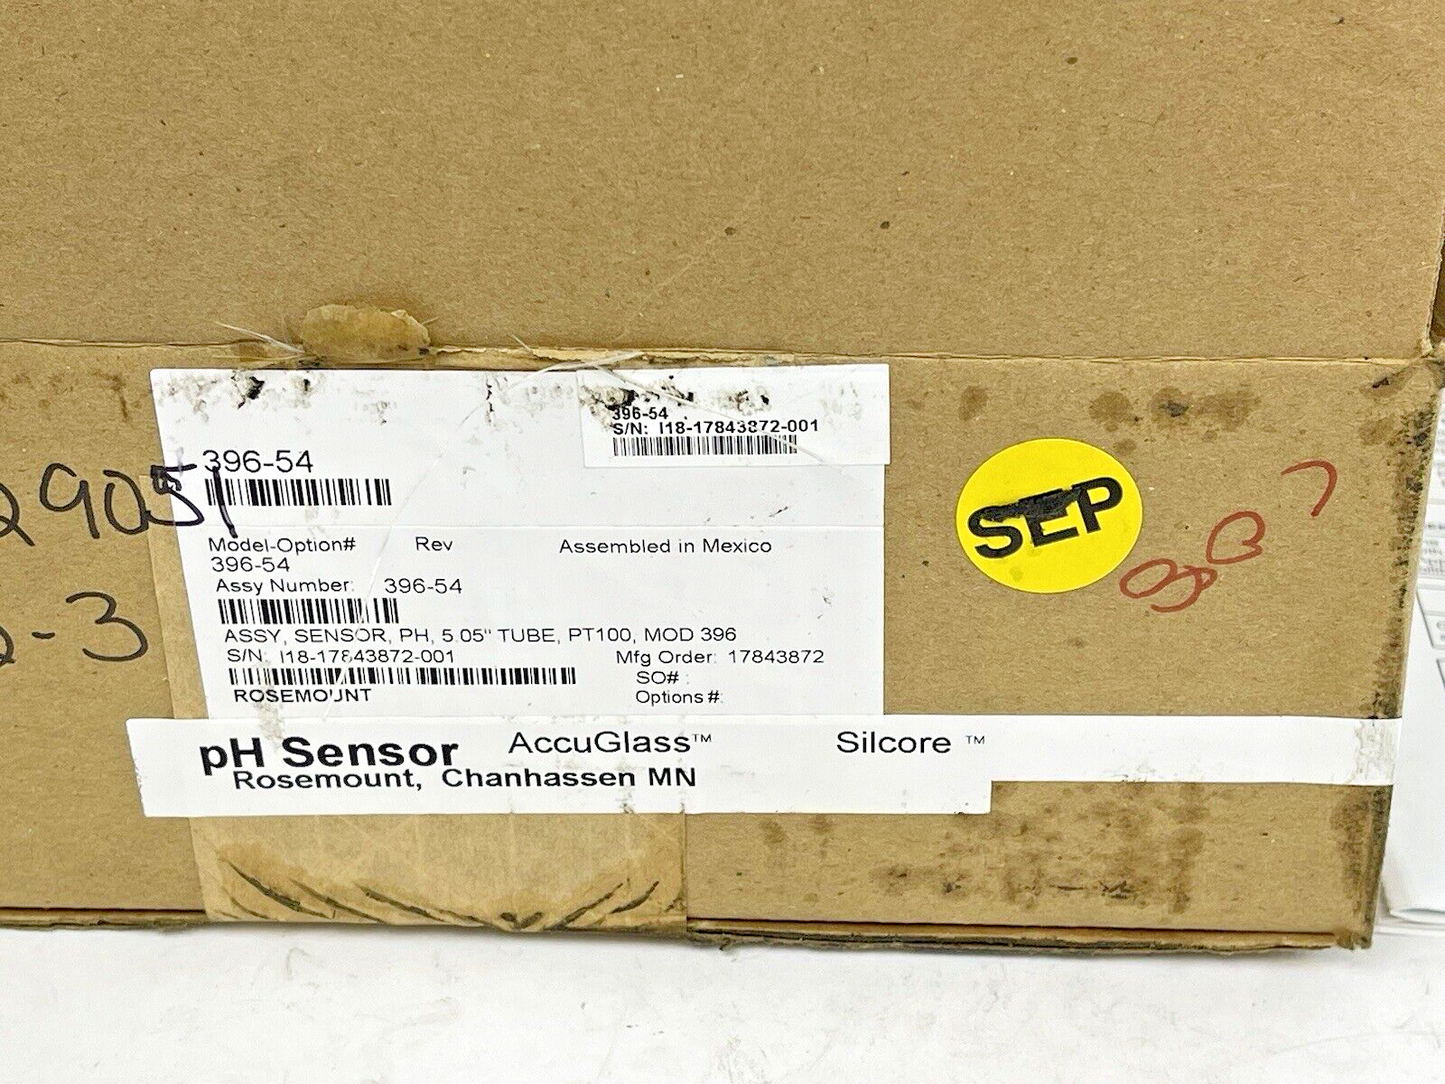 396-54
S/N: I18-17843872-001
396-54
29051
Model-Option# Rev Assembled in Mexico
396-54
Assy Number: 396-54
ASSY, SENSOR, PH, 5.05" TUBE, PT100, MOD 396
S/N: I18-17843872-001 Mfg Order: 17843872
SO# :
ROSEMOUNT Options #:
-3
SEP
pH Sensor AccuGlass™ Silcore ™
Rosemount, Chanhassen MN